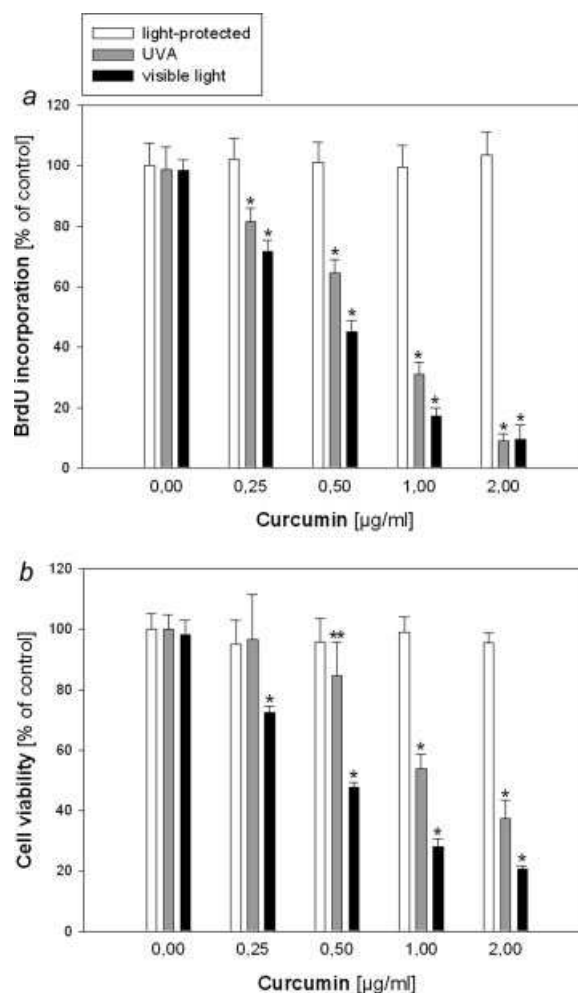 light-protected
UVA
visible light
a
120
100
80
60
40
20
0
BrdU incorporation [% of control]
* * * * * * * *
0,00 0,25 0,50 1,00 2,00
Curcumin [µg/ml]
b
120
100
80
60
40
20
0
Cell viability [% of control]
* ** * * * * *
0,00 0,25 0,50 1,00 2,00
Curcumin [µg/ml]